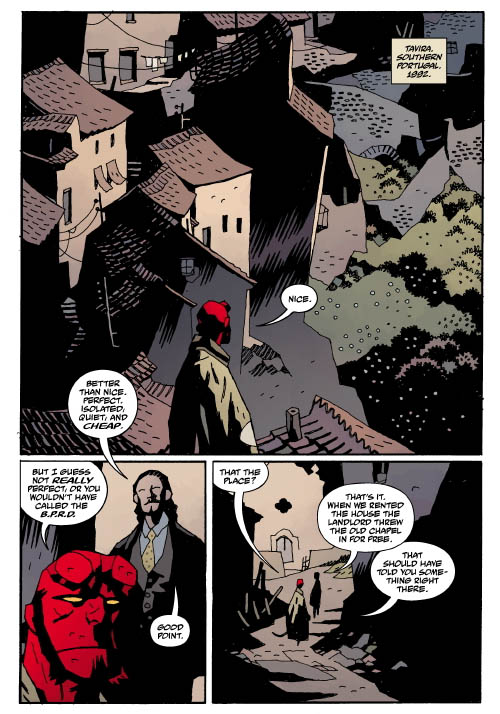 TAVIRA,
SOUTHERN
PORTUGAL.
1992.
NICE.
BETTER
THAN NICE.
PERFECT.
ISOLATED,
QUIET, AND
CHEAP.
BUT I GUESS
NOT REALLY
PERFECT, OR YOU
WOULDN'T HAVE
CALLED THE
B.P.R.D.
GOOD
POINT.
THAT THE
PLACE?
THAT'S IT.
WHEN WE RENTED
THE HOUSE THE
LANDLORD THREW
THE OLD CHAPEL
IN FOR FREE.
THAT
SHOULD HAVE
TOLD YOU SOME-
THING RIGHT
THERE.